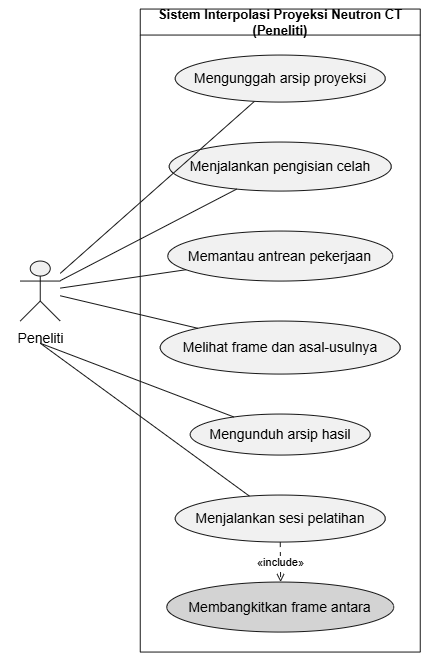 Sistem Interpolasi Proyeksi Neutron CT
(Peneliti)
Mengunggah arsip proyeksi
Menjalankan pengisian celah
Memantau antrean pekerjaan
Peneliti
Melihat frame dan asal-usulnya
Mengunduh arsip hasil
Menjalankan sesi pelatihan
«include»
Membangkitkan frame antara